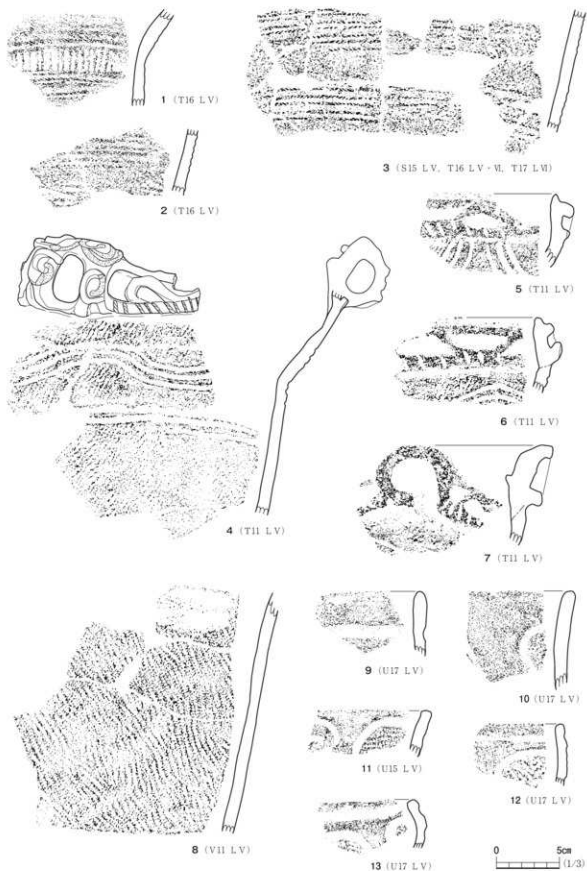 1 (T16 L V)
2 (T16 L V)
3 (S15 L V、T16 L V・Ⅵ、T17 L Ⅵ)
4 (T11 L V)
5 (T11 L V)
6 (T11 L V)
7 (T11 L V)
8 (V11 L V)
9 (U17 L V)
10 (U17 L V)
11 (U15 L V)
12 (U17 L V)
13 (U17 L V)
0 5cm
(1/3)